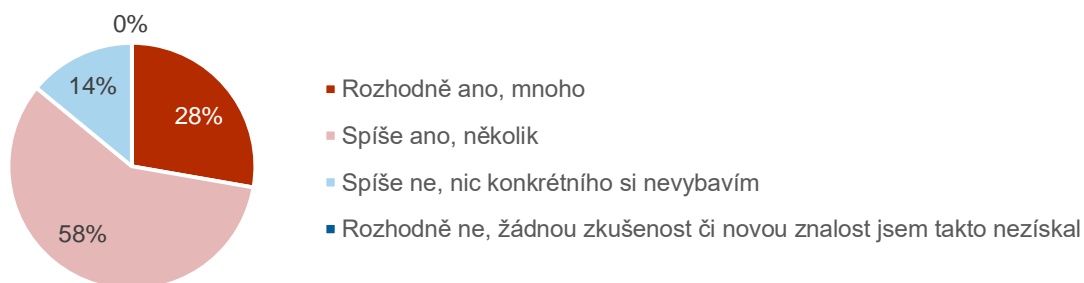 0%
14%
28%
58%
Rozhodně ano, mnoho
Spíše ano, několik
Spíše ne, nic konkrétního si nevybavím
Rozhodně ne, žádnou zkušenost či novou znalost jsem takto nezískal